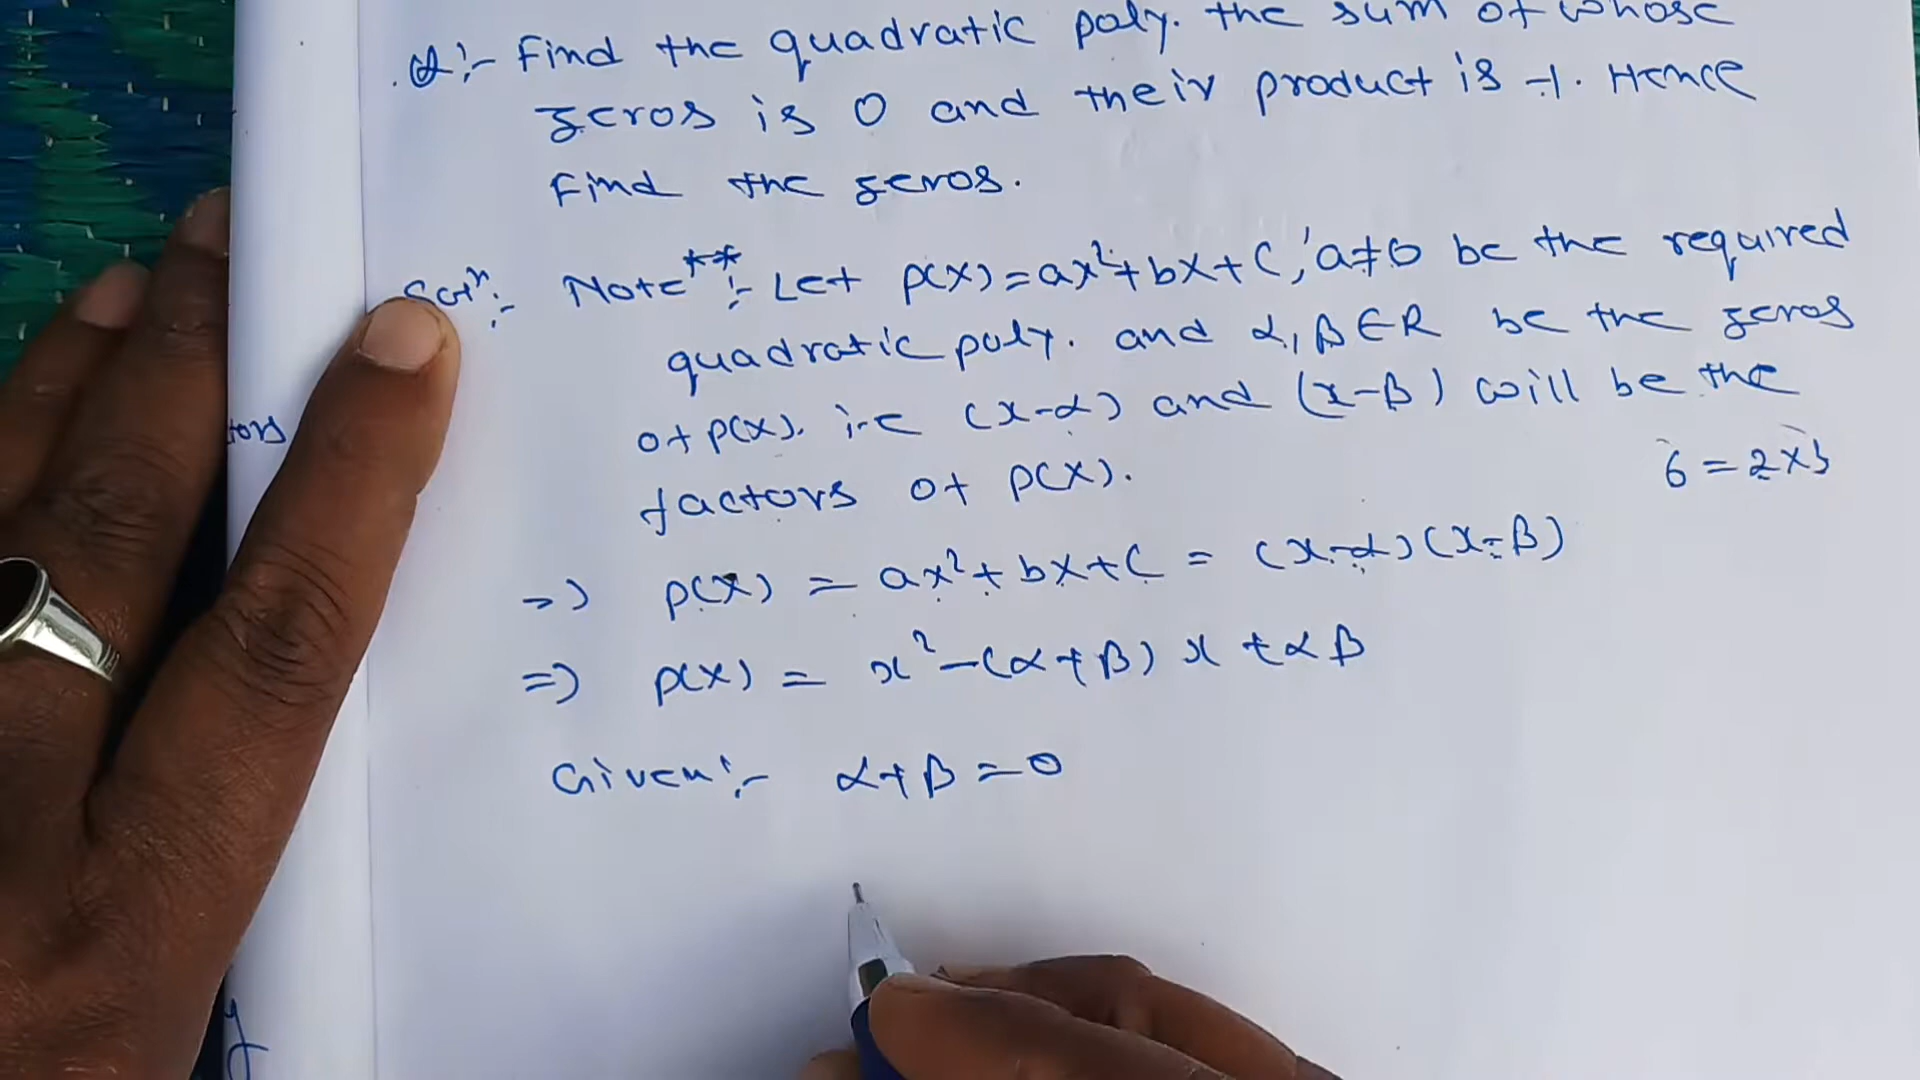 Q:- Find the quadratic poly. the sum of whose
zeros is 0 and their product is -1. Hence
Find the zeros.
Solⁿ:- Note**:- Let p(x) = ax²+bx+c, a≠0 be the required
quadratic poly. and α, β∈R be the zeros
of p(x). i.e (x-α) and (x-β) will be the
factors of p(x).
6 = 2×3
=> p(x) = ax²+bx+c = (x-α)(x-β)
=> p(x) = x²-(α+β)x+αβ
Given:- α+β=0
tors
y